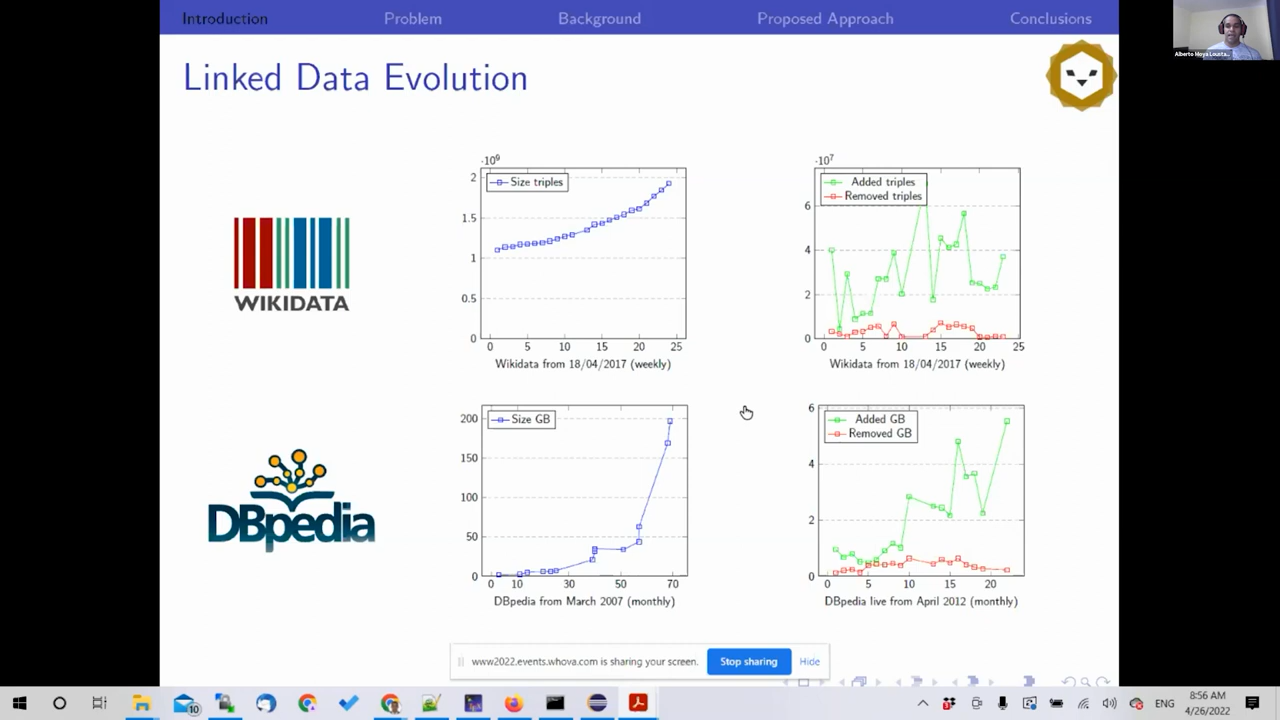 Introduction Problem Background Proposed Approach Conclusions
Linked Data Evolution
·10⁹
Size triples
2
1.5
1
0.5
0
0 5 10 15 20 25
Wikidata from 18/04/2017 (weekly)
·10⁷
Added triples
Removed triples
6
4
2
0
0 5 10 15 20 25
Wikidata from 18/04/2017 (weekly)
WIKIDATA
Size GB
200
150
100
50
0
0 10 30 50 70
DBpedia from March 2007 (monthly)
Added GB
Removed GB
6
4
2
0
0 5 10 15 20
DBpedia live from April 2012 (monthly)
DBpedia
www2022.events.whova.com is sharing your screen. Stop sharing Hide
10
ENG
8:56 AM
4/26/2022